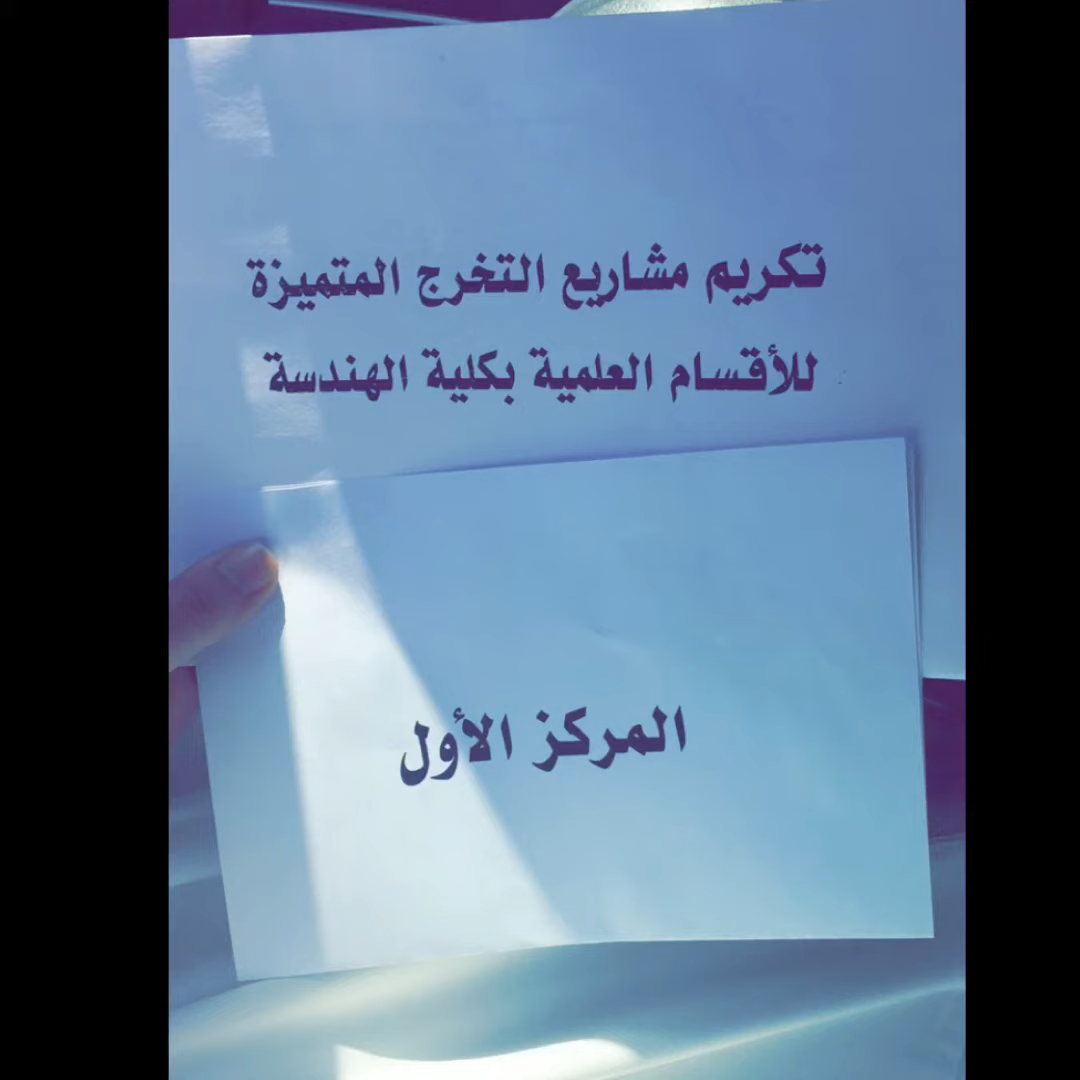 تكريم مشاريع التخرج المتميزة
للأقسام العلمية بكلية الهندسة
المركز الأول